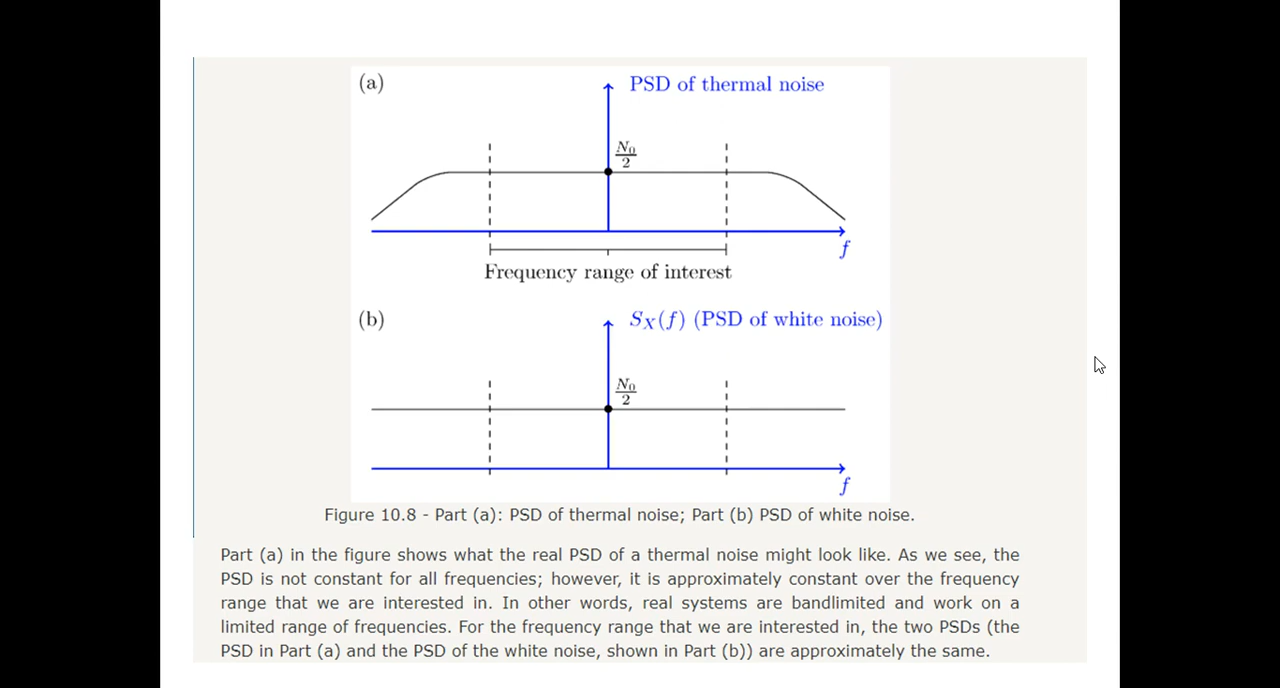 (a)
PSD of thermal noise
N₀
2
f
Frequency range of interest
(b)
Sₓ(f) (PSD of white noise)
N₀
2
f
Figure 10.8 - Part (a): PSD of thermal noise; Part (b) PSD of white noise.
Part (a) in the figure shows what the real PSD of a thermal noise might look like. As we see, the
PSD is not constant for all frequencies; however, it is approximately constant over the frequency
range that we are interested in. In other words, real systems are bandlimited and work on a
limited range of frequencies. For the frequency range that we are interested in, the two PSDs (the
PSD in Part (a) and the PSD of the white noise, shown in Part (b)) are approximately the same.